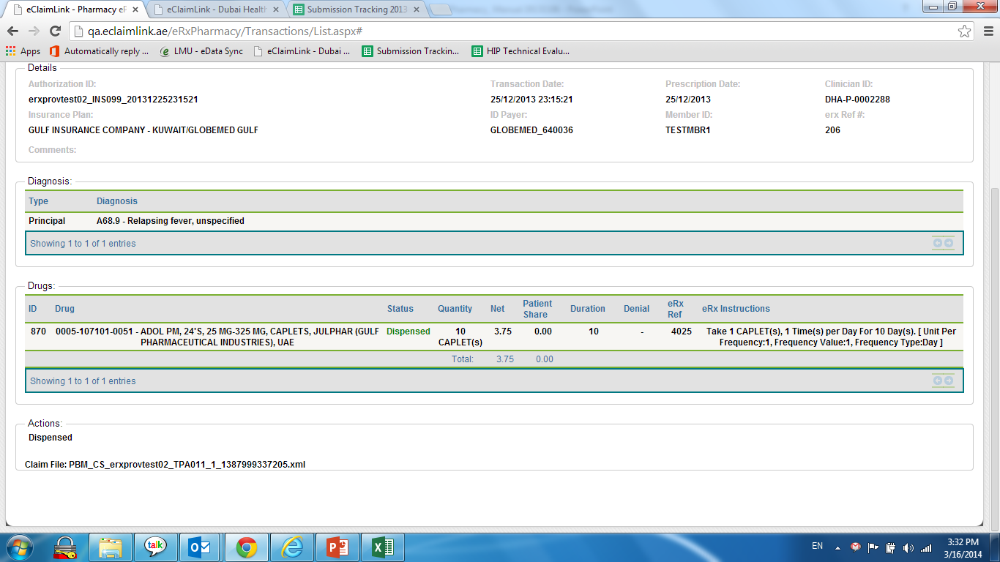 eClaimLink - Pharmacy eP
eClaimLink - Dubai Health
Submission Tracking 2013
qa.eclaimlink.ae/eRxPharmacy/Transactions/List.aspx#
Apps
Automatically reply ...
LMU - eData Sync
eClaimLink - Dubai ...
Submission Trackin...
HIP Technical Evalu...
Details
Authorization ID: Transaction Date: Prescription Date: Clinician ID:
erxprovtest02_INS099_20131225231521 25/12/2013 23:15:21 25/12/2013 DHA-P-0002288
Insurance Plan: ID Payer: Member ID: erx Ref #:
GULF INSURANCE COMPANY - KUWAIT/GLOBEMED GULF GLOBEMED_640036 TESTMBR1 206
Comments:
Diagnosis:
Type Diagnosis
Principal A68.9 - Relapsing fever, unspecified
Showing 1 to 1 of 1 entries
Drugs:
ID Drug Status Quantity Net Patient Share Duration Denial eRx Ref eRx Instructions
870 0005-107101-0051 - ADOL PM, 24'S, 25 MG-325 MG, CAPLETS, JULPHAR (GULF Dispensed 10 3.75 0.00 10 - 4025 Take 1 CAPLET(s), 1 Time(s) per Day For 10 Day(s). [ Unit Per
PHARMACEUTICAL INDUSTRIES), UAE CAPLET(s) Frequency:1, Frequency Value:1, Frequency Type:Day ]
Total: 3.75 0.00
Showing 1 to 1 of 1 entries
Actions:
Dispensed
Claim File: PBM_CS_erxprovtest02_TPA011_1_1387999337205.xml
talk
EN
3:32 PM
3/16/2014